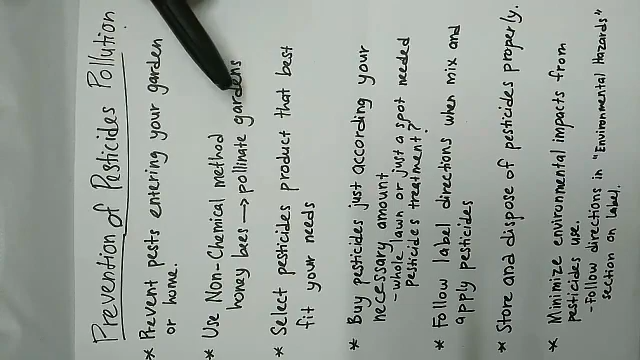 Prevention of Pesticides Pollution
* Prevent pests entering your garden
or home.
* Use Non-Chemical method
honey bees → pollinate gardens
* Select pesticides product that best
fit your needs
* Buy pesticides just according your
necessary amount
- whole lawn or just a spot needed
pesticides treatment?
* Follow label directions when mix and
apply pesticides
* Store and dispose of pesticides properly.
* Minimize environmental impacts from
pesticides use.
- Follow directions in "Environmental Hazards"
section on label.